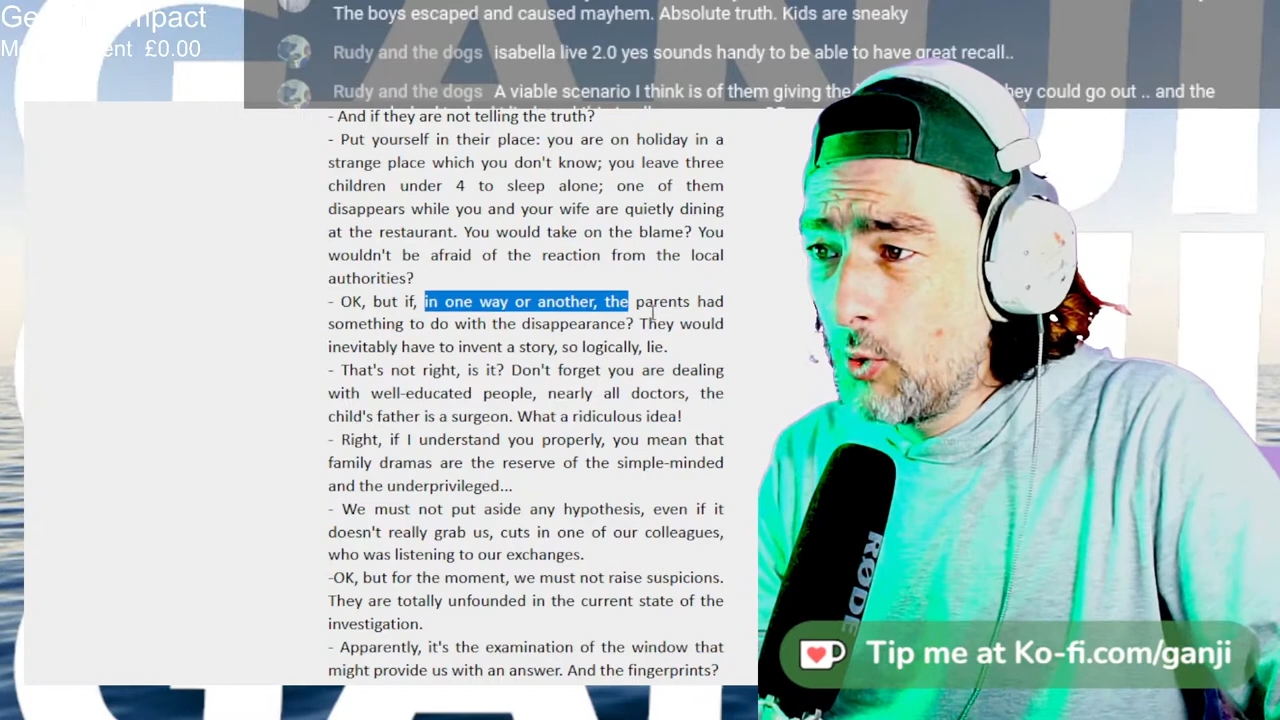 The boys escaped and caused mayhem. Absolute truth. Kids are sneaky
£0.00
Rudy and the dogs isabella live 2.0 yes sounds handy to be able to have great recall..
Rudy and the dogs A viable scenario I think is of them giving the
they could go out .. and the
- And if they are not telling the truth?
- Put yourself in their place: you are on holiday in a
strange place which you don't know; you leave three
children under 4 to sleep alone; one of them
disappears while you and your wife are quietly dining
at the restaurant. You would take on the blame? You
wouldn't be afraid of the reaction from the local
authorities?
- OK, but if, in one way or another, the parents had
something to do with the disappearance? They would
inevitably have to invent a story, so logically, lie.
- That's not right, is it? Don't forget you are dealing
with well-educated people, nearly all doctors, the
child's father is a surgeon. What a ridiculous idea!
- Right, if I understand you properly, you mean that
family dramas are the reserve of the simple-minded
and the underprivileged...
- We must not put aside any hypothesis, even if it
doesn't really grab us, cuts in one of our colleagues,
who was listening to our exchanges.
-OK, but for the moment, we must not raise suspicions.
They are totally unfounded in the current state of the
investigation.
- Apparently, it's the examination of the window that
might provide us with an answer. And the fingerprints?
RØDE
Tip me at Ko-fi.com/ganji